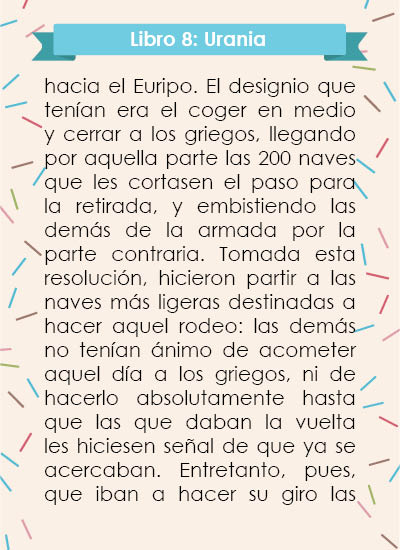 Libro 8: Urania
hacia el Euripo. El designio que
tenían era el coger en medio
y cerrar a los griegos, llegando
por aquella parte las 200 naves
que les cortasen el paso para
la retirada, y embistiendo las
demás de la armada por la
parte contraria. Tomada esta
resolución, hicieron partir a las
naves más ligeras destinadas a
hacer aquel rodeo: las demás
no tenían ánimo de acometer
aquel día a los griegos, ni de
hacerlo absolutamente hasta
que las que daban la vuelta
les hiciesen señal de que ya se
acercaban. Entretanto, pues,
que iban a hacer su giro las